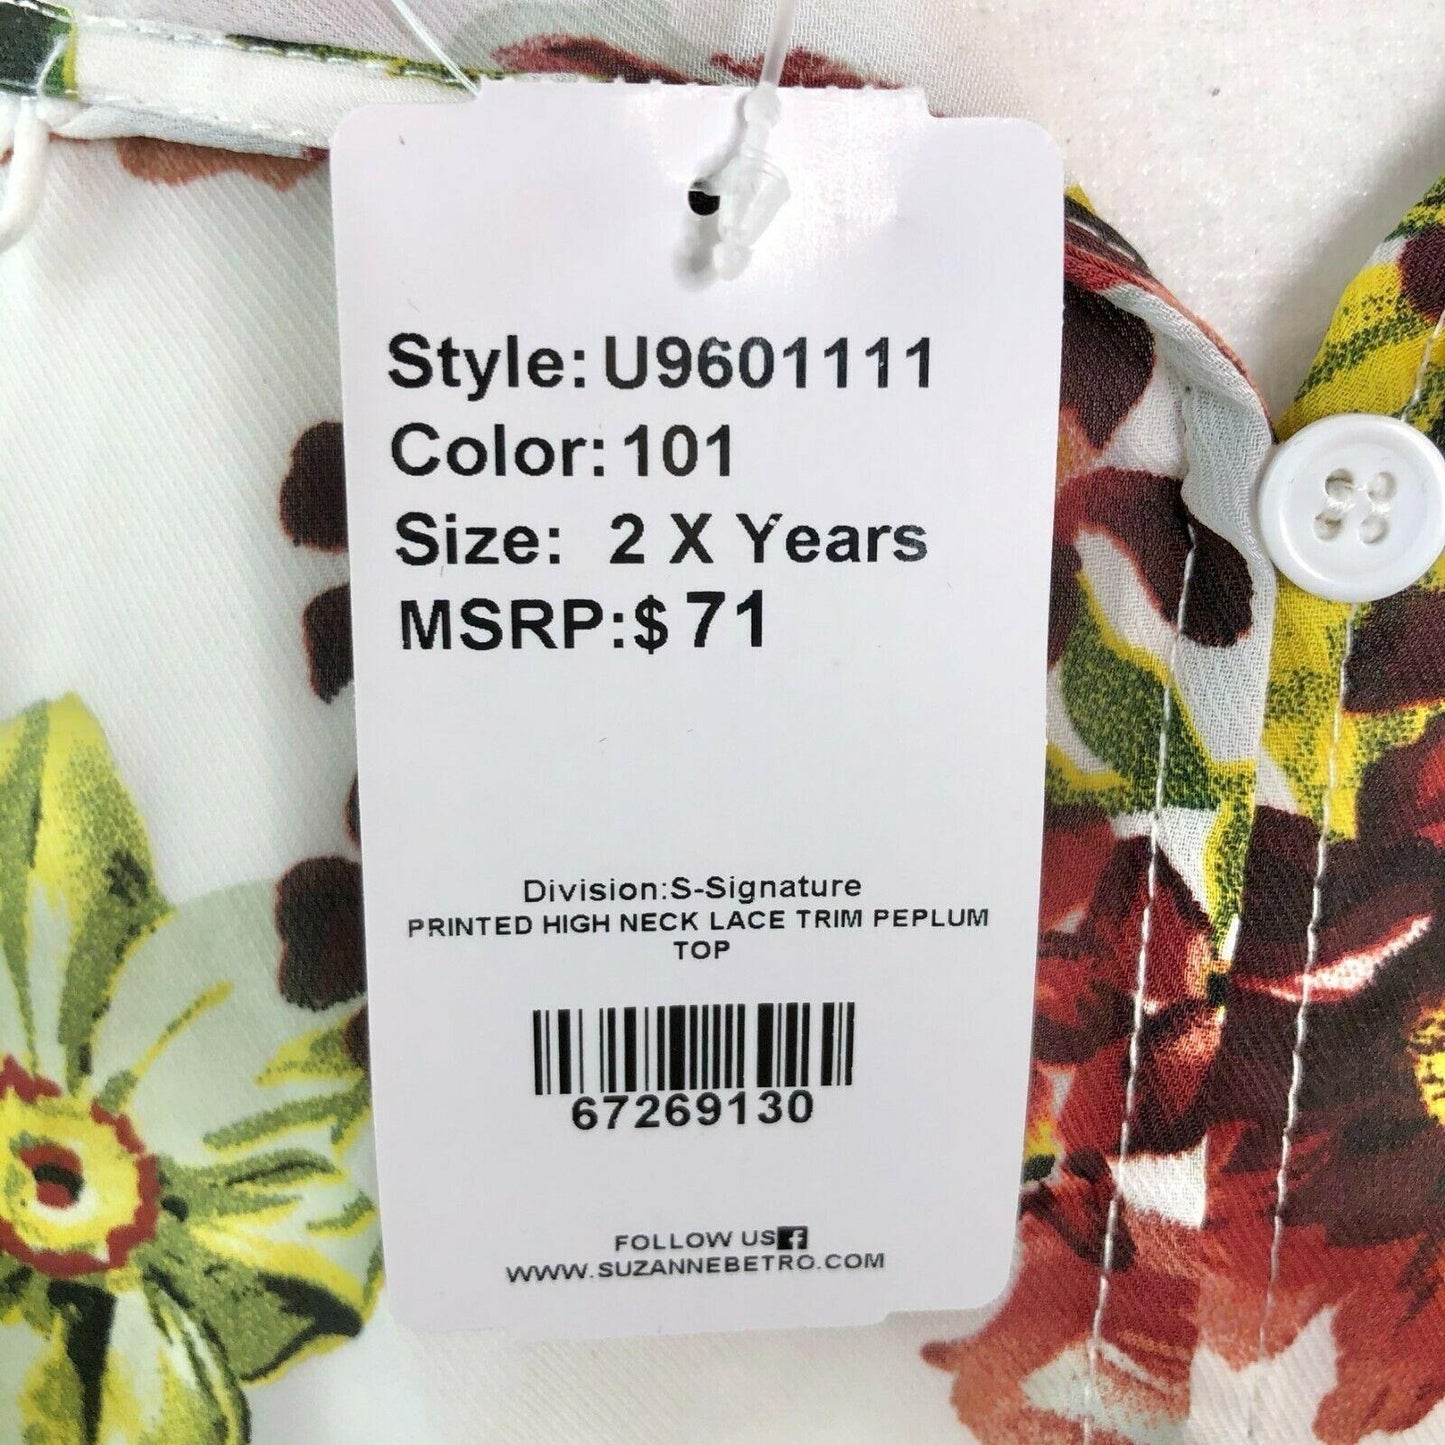 Style: U9601111
Color: 101
Size: 2 X Years
MSRP:$ 71
Division:S-Signature
PRINTED HIGH NECK LACE TRIM PEPLUM
TOP
67269130
FOLLOW US f
WWW.SUZANNEBETRO.COM